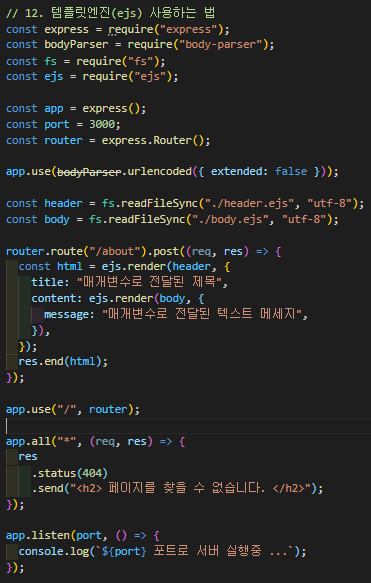 // 12. 템플릿엔진(ejs) 사용하는 법
const express = require("express");
const bodyParser = require("body-parser");
const fs = require("fs");
const ejs = require("ejs");
const app = express();
const port = 3000;
const router = express.Router();
app.use(bodyParser.urlencoded({ extended: false }));
const header = fs.readFileSync("./header.ejs", "utf-8");
const body = fs.readFileSync("./body.ejs", "utf-8");
router.route("/about").post((req, res) => {
  const html = ejs.render(header, {
    title: "매개변수로 전달된 제목",
    content: ejs.render(body, {
      message: "매개변수로 전달된 텍스트 메세지",
    }),
  });
  res.end(html);
});
app.use("/", router);
app.all("*", (req, res) => {
  res
    .status(404)
    .send("<h2> 페이지를 찾을 수 없습니다. </h2>");
});
app.listen(port, () => {
  console.log(`${port} 포트로 서버 실행중 ...`);
});